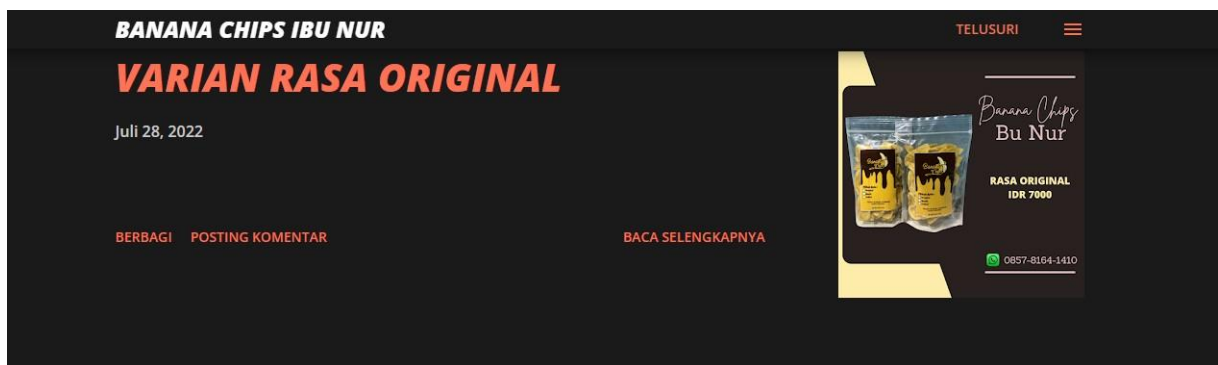 BANANA CHIPS IBU NUR
TELUSURI
VARIAN RASA ORIGINAL
Juli 28, 2022
BERBAGI
POSTING KOMENTAR
BACA SELENGKAPNYA
Banana Chips
Bu Nur
RASA ORIGINAL
IDR 7000
0857-8164-1410